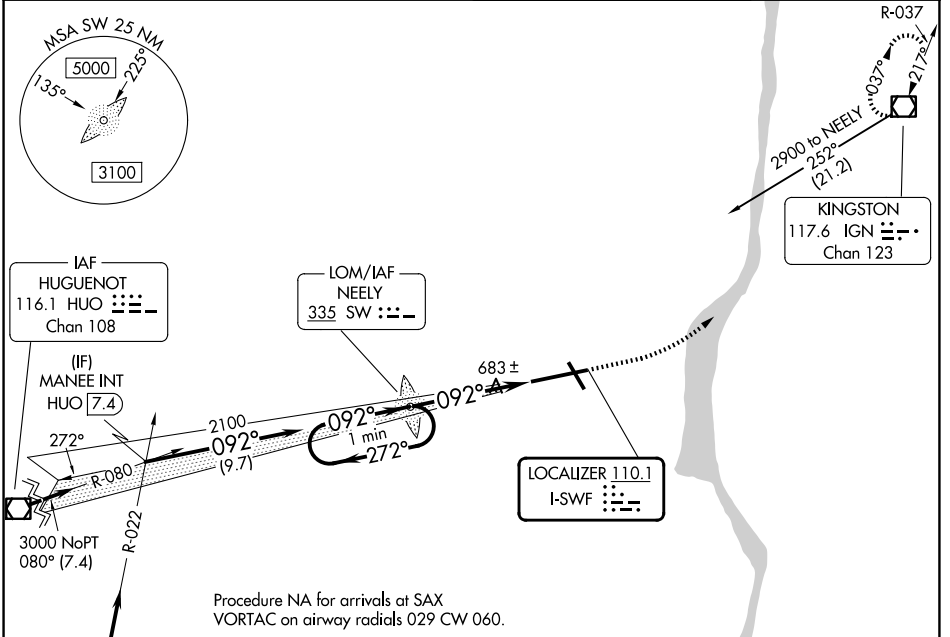 MSA SW 25 NM
5000
135°
225°
3100
R-037
037°
217°
2900 to NEELY
252°
(21.2)
KINGSTON
117.6 IGN
Chan 123
IAF
HUGUENOT
116.1 HUO
Chan 108
LOM/IAF
NEELY
335 SW
(IF)
MANEE INT
HUO 7.4
683 ±
2100
092°
092°
092°
1 min
272°
272°
(9.7)
R-080
LOCALIZER 110.1
I-SWF
3000 NoPT
080° (7.4)
R-022
Procedure NA for arrivals at SAX
VORTAC on airway radials 029 CW 060.